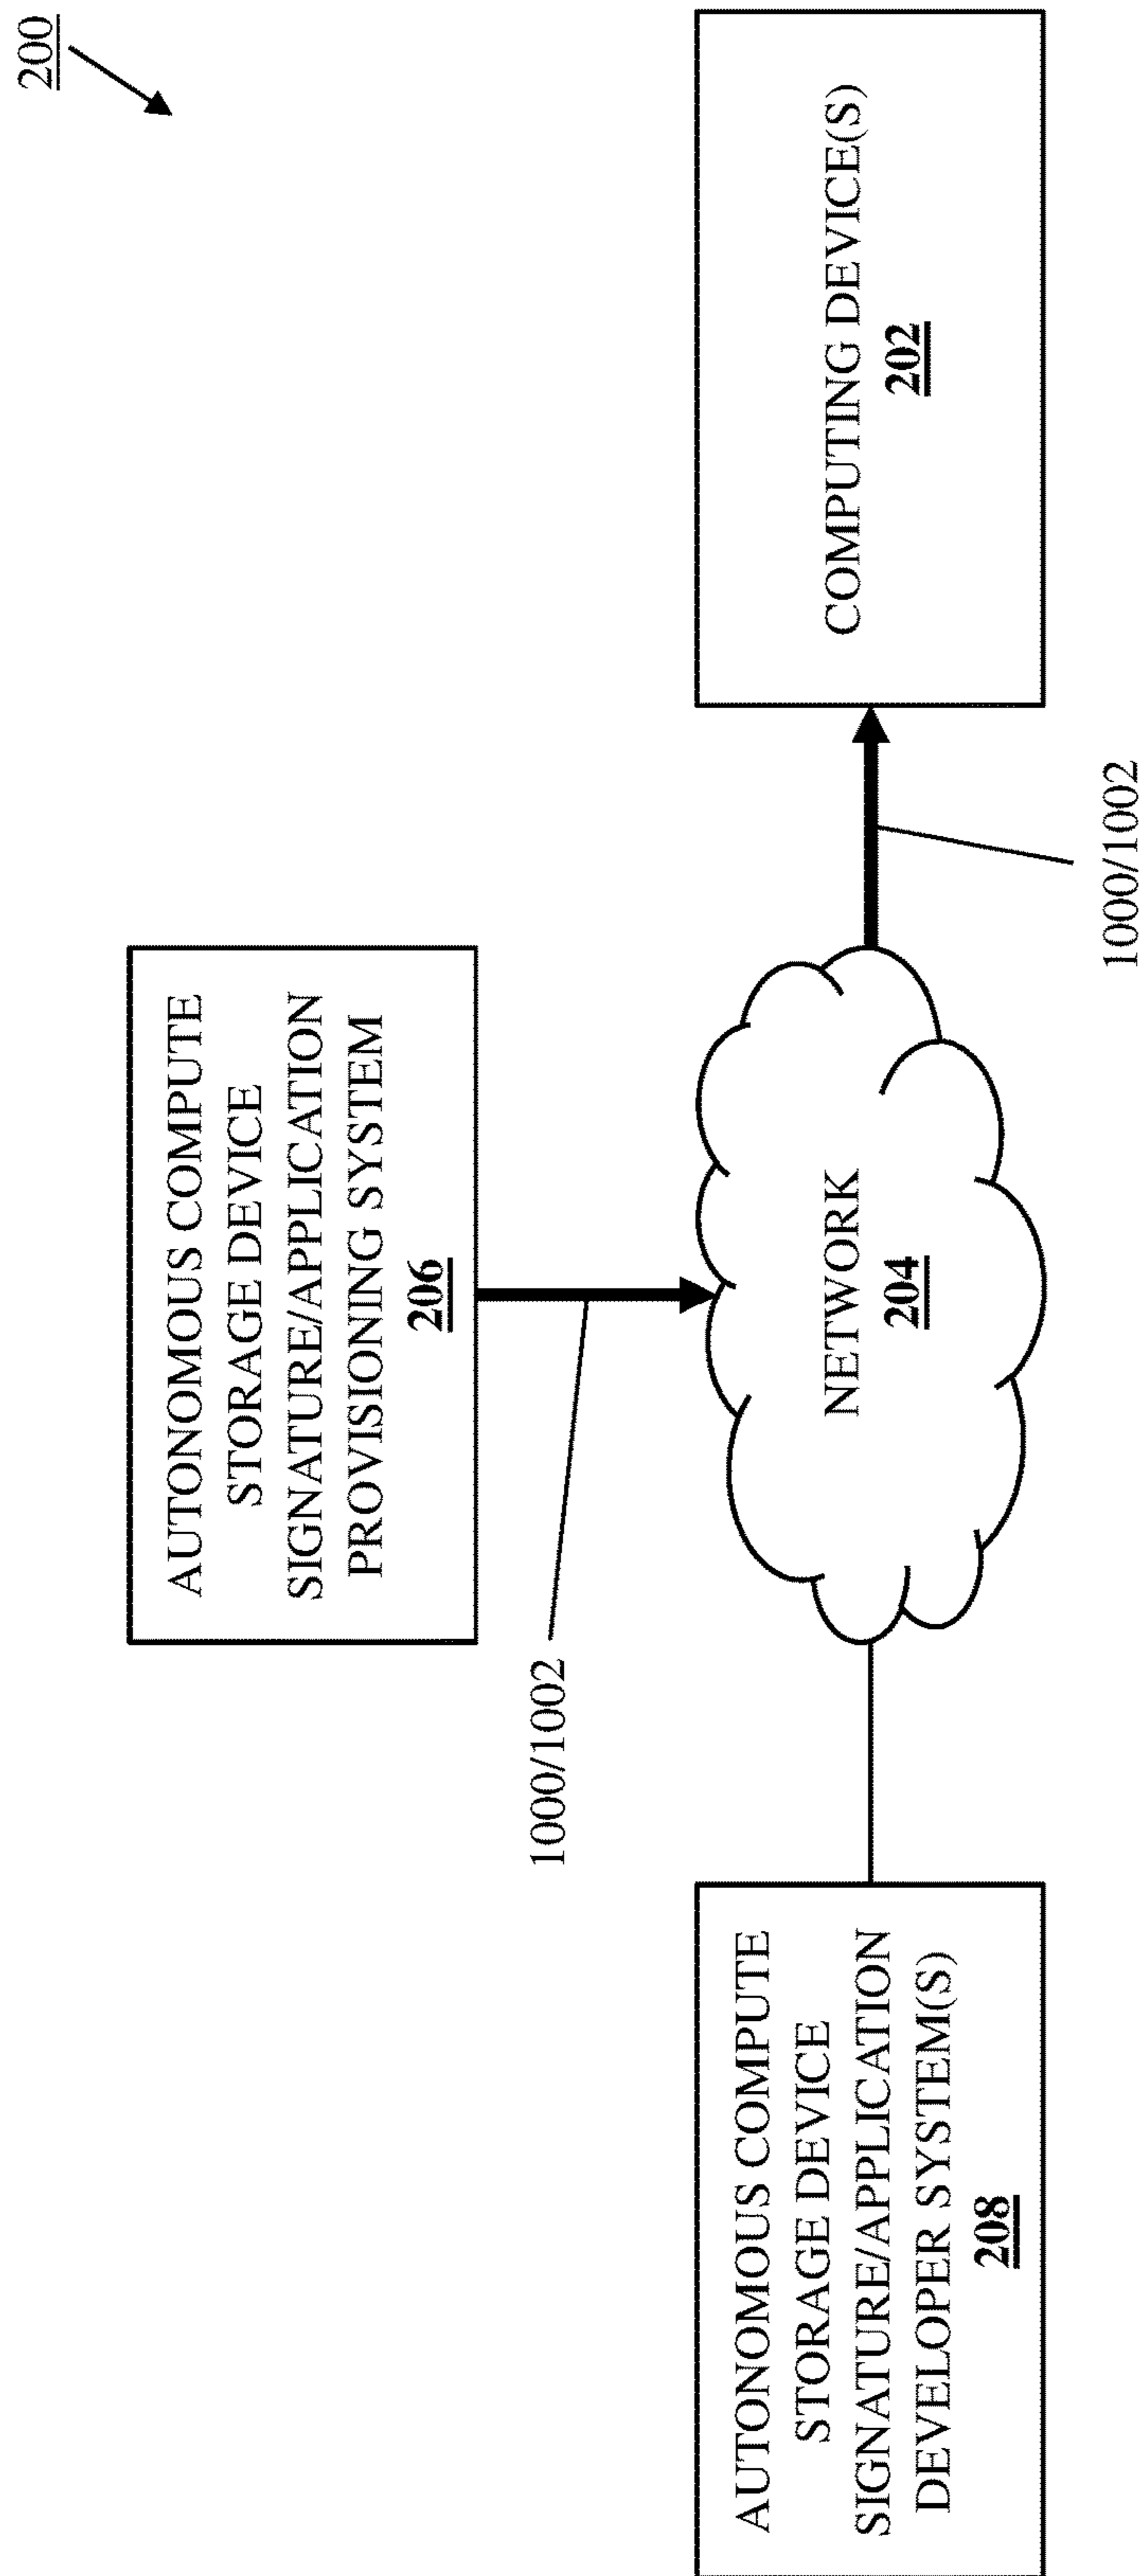 200
AUTONOMOUS COMPUTE
STORAGE DEVICE
SIGNATURE/APPLICATION
PROVISIONING SYSTEM
206
1000/1002
AUTONOMOUS COMPUTE
STORAGE DEVICE
SIGNATURE/APPLICATION
DEVELOPER SYSTEM(S)
208
NETWORK
204
COMPUTING DEVICE(S)
202
1000/1002